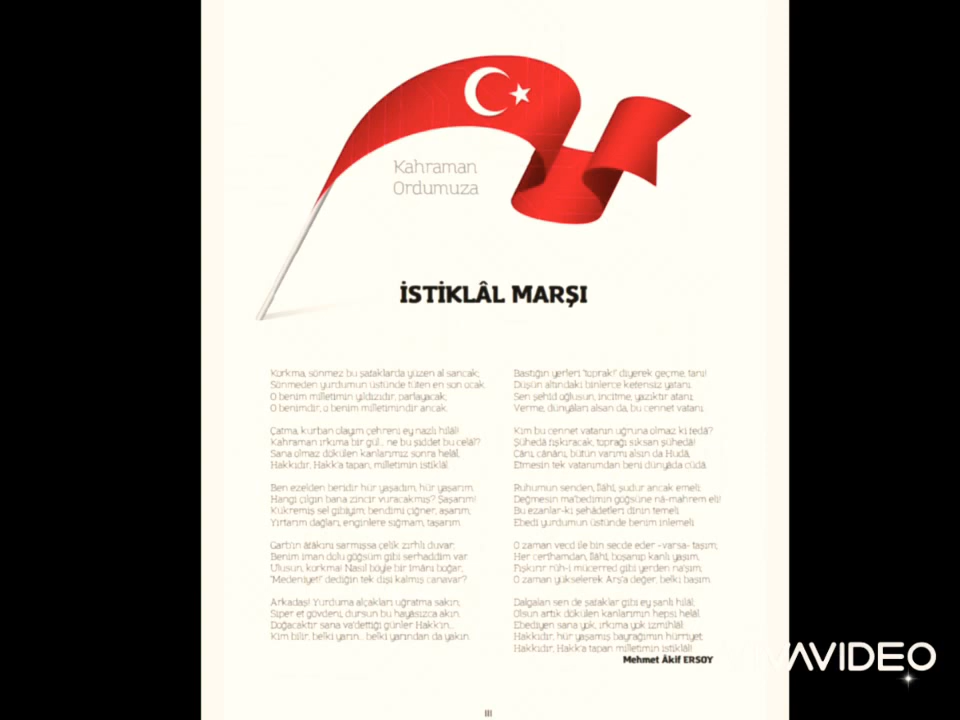 Kahraman
Ordumuza
İSTİKLÂL MARŞI
Korkma, sönmez bu şafaklarda yüzen al sancak;
Sönmeden yurdumun üstünde tüten en son ocak.
O benim milletimin yıldızıdır, parlayacak;
O benimdir, o benim milletimindir ancak.
Çatma, kurban olayım çehreni ey nazlı hilâl!
Kahraman ırkıma bir gül... ne bu şiddet bu celâl?
Sana olmaz dökülen kanlarımız sonra helâl,
Hakkıdır, Hakk'a tapan, milletimin istiklâl.
Ben ezelden beridir hür yaşadım, hür yaşarım.
Hangi çılgın bana zincir vuracakmış? Şaşarım!
Kükremiş sel gibiyim; bendimi çiğner, aşarım;
Yırtarım dağları, enginlere sığmam, taşarım.
Garb'ın âfâkını sarmışsa çelik zırhlı duvar;
Benim iman dolu göğsüm gibi serhaddim var.
Ulusun, korkma! Nasıl böyle bir îmânı boğar,
"Medeniyet!" dediğin tek dişi kalmış canavar?
Arkadaş! Yurduma alçakları uğratma sakın;
Siper et gövdeni, dursun bu hayâsızca akın.
Doğacaktır sana va'dettiği günler Hakk'ın...
Kim bilir, belki yarın... belki yarından da yakın.
Bastığın yerleri "toprak!" diyerek geçme, tanı!
Düşün altındaki binlerce kefensiz yatanı.
Sen şehîd oğlusun, incitme, yazıktır atanı;
Verme, dünyâları alsan da, bu cennet vatanı.
Kim bu cennet vatanın uğruna olmaz ki fedâ?
Şühedâ fışkıracak, toprağı sıksan şühedâ!
Cânı, cânânı, bütün varımı alsın da Hudâ,
Etmesin tek vatanımdan beni dünyâda cüdâ.
Ruhumun senden, İlâhî, şudur ancak emeli:
Değmesin ma'bedimin göğsüne nâ-mahrem eli!
Bu ezanlar-ki şehâdetleri dînin temeli
Ebedî yurdumun üstünde benim inlemeli
O zaman vecd ile bin secde eder -varsa- taşım;
Her cerîhamdan, İlâhî, boşanıp kanlı yaşım,
Fışkırır rûh-i mücerred gibi yerden na'şım;
O zaman yükselerek Arş'a değer, belki başım.
Dalgalan sen de şafaklar gibi ey şanlı hilâl;
Olsun artık dökülen kanlarımın hepsi helâl.
Ebediyen sana yok, ırkıma yok izmihlâl:
Hakkıdır, hür yaşamış bayrağımın hürriyet;
Hakkıdır, Hakk'a tapan milletimin istiklâl!
Mehmet Âkif ERSOY
VAVIDEO
III